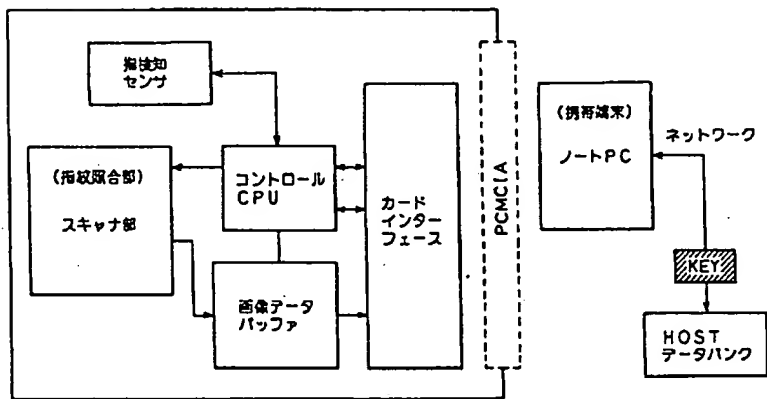 指検知
センサ
(指紋照合部)
スキャナ部
コントロール
CPU
画像データ
バッファ
カード
インター
フェース
PCMCIA
(携帯端末)
ノートPC
ネットワーク
KEY
HOST
データバンク